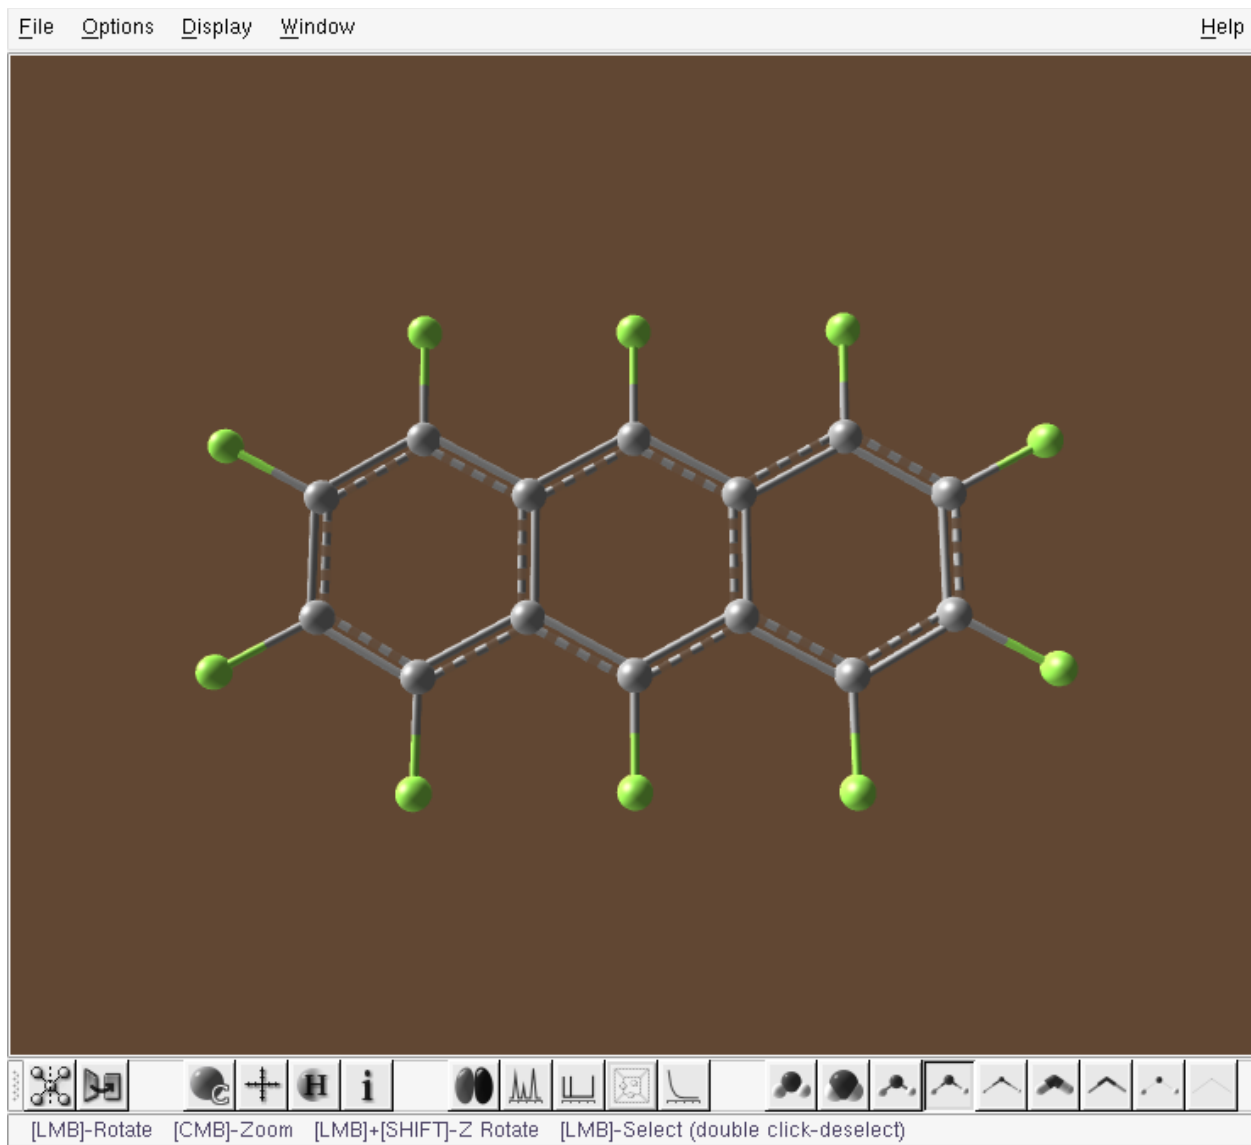 File Options Display Window Help
C H i
[LMB]-Rotate [CMB]-Zoom [LMB]+[SHIFT]-Z Rotate [LMB]-Select (double click-deselect)